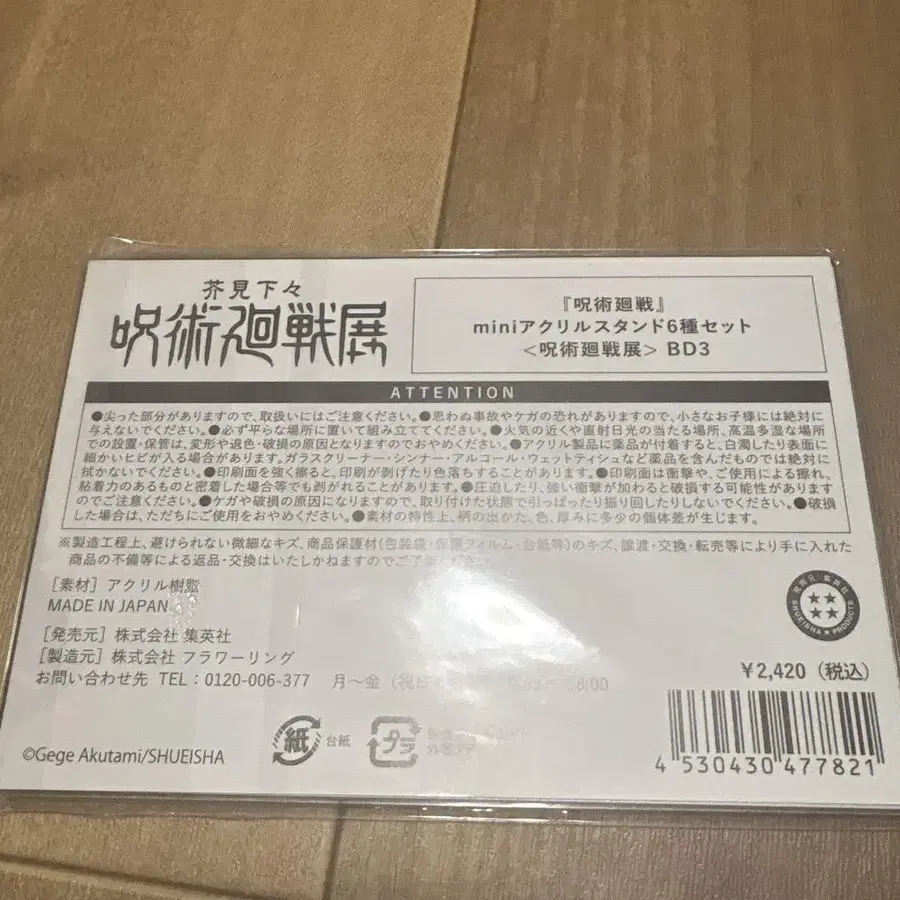 芥見下々
呪術廻戦展
『呪術廻戦』
miniアクリルスタンド6種セット
<呪術廻戦展> BD3
ATTENTION
●尖った部分がありますので、取扱いにはご注意ください。●思わぬ事故やケガの恐れがありますので、小さなお子様には絶対に
与えないでください。●必ず平らな場所に置いて組み立ててください。●火気の近くや直射日光の当たる場所、高温多湿な場所
での設置・保管は、変形や退色・破損の原因となりますのでおやめください。●アクリル製品に薬品が付着すると、白濁したり表面に
細かいヒビが入る場合があります。ガラスクリーナー・シンナー・アルコール・ウェットティシュなど薬品を含んだものでは絶対に
拭かないでください。●印刷面を強く擦ると、印刷が剥げたり色落ちすることがあります。●印刷面は衝撃や、ご使用による擦れ、
粘着力のあるものと密着した場合等でも剥がれることがあります。●圧迫したり、強い衝撃が加わると破損する可能性があります
のでご注意ください。●ケガや破損の原因になりますので、取り付けた状態で引っぱったり振り回したりしないでください。●破損
した場合は、ただちにご使用をおやめください。●素材の特性上、柄の出かた、色、厚みに多少の個体差が生じます。
※製造工程上、避けられない微細なキズ、商品保護材(包装袋・保護フィルム・台紙等)のキズ、譲渡・交換・転売等により手に入れた
商品の不備等による返品・交換はいたしかねますのでご了承ください。
[素材] アクリル樹脂
MADE IN JAPAN
[発売元] 株式会社 集英社
[製造元] 株式会社 フラワーリング
お問い合わせ先 TEL:0120-006-377 月〜金(祝日
発売元 集英社
SHUEISHA PRODUCTS
¥2,420(税込)
紙 台紙
プラ
©Gege Akutami/SHUEISHA
4 530430 477821